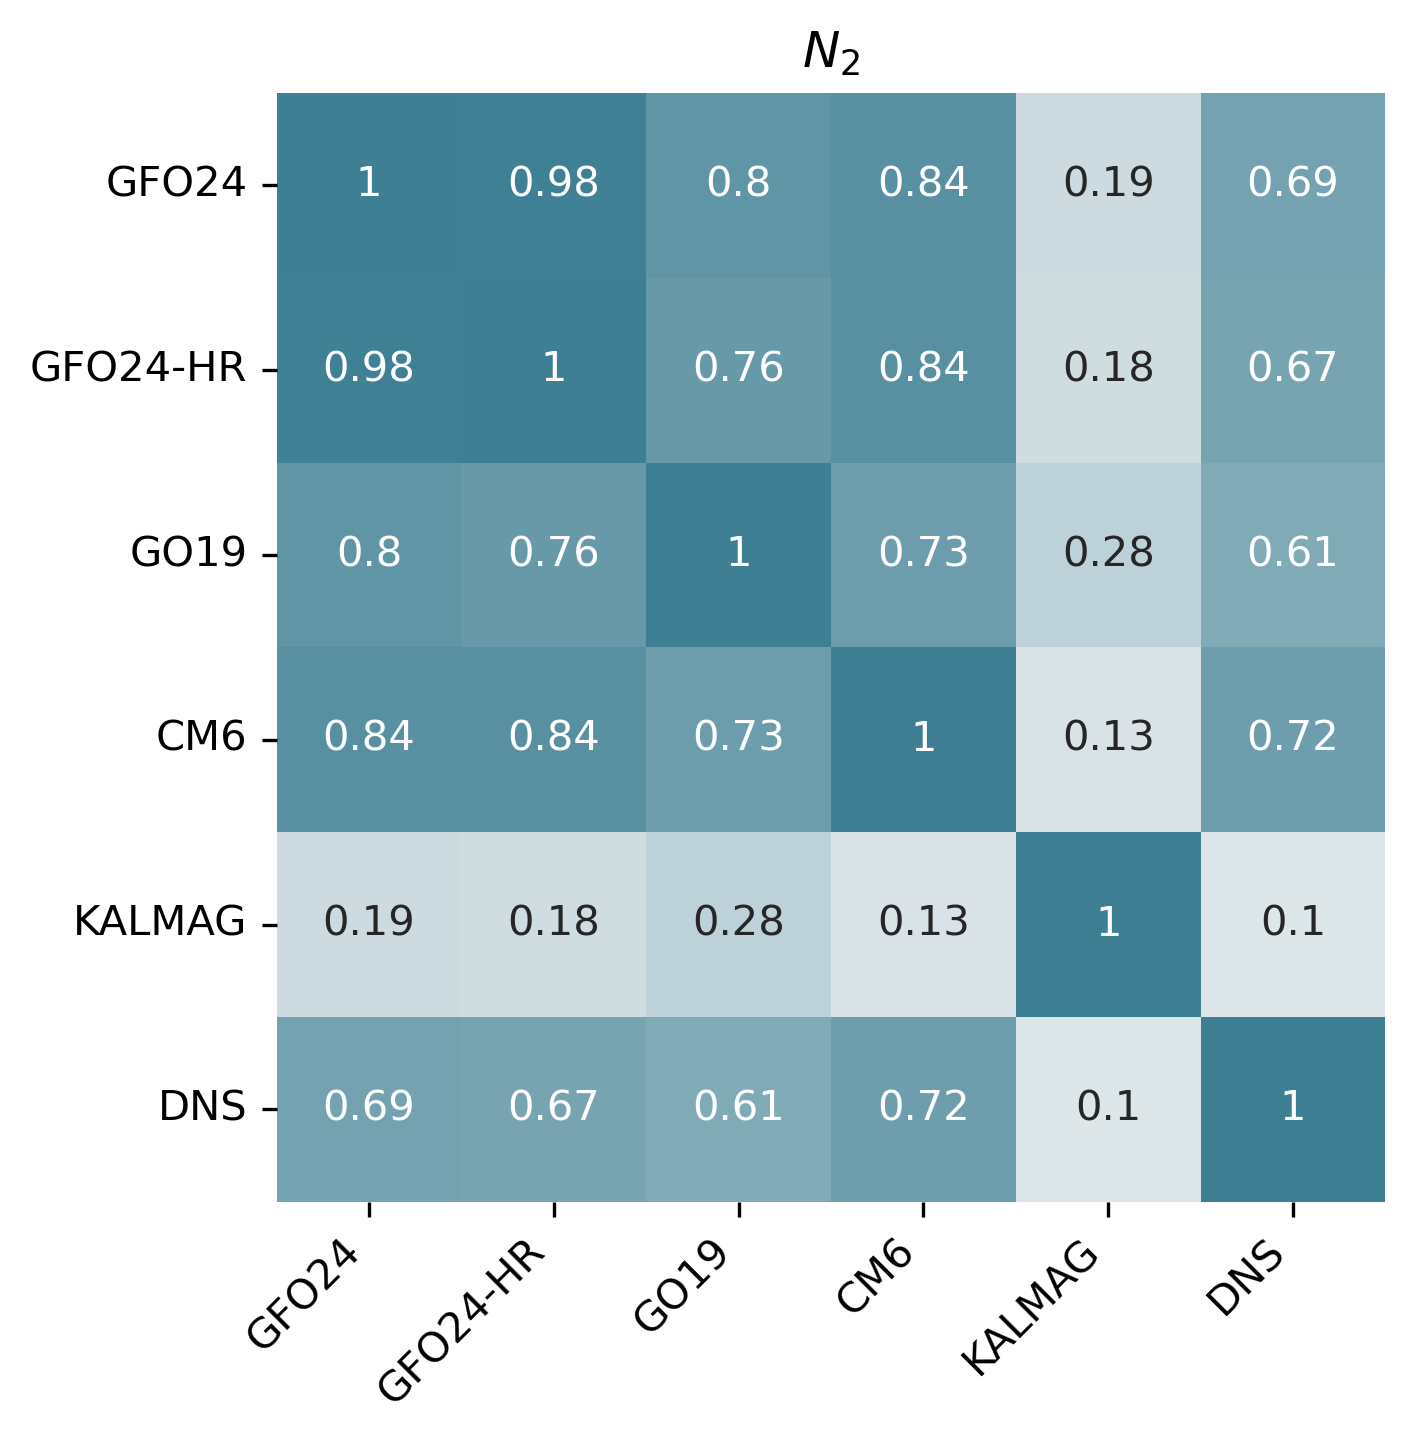 N₂
GFO24 1 0.98 0.8 0.84 0.19 0.69
GFO24-HR 0.98 1 0.76 0.84 0.18 0.67
GO19 0.8 0.76 1 0.73 0.28 0.61
CM6 0.84 0.84 0.73 1 0.13 0.72
KALMAG 0.19 0.18 0.28 0.13 1 0.1
DNS 0.69 0.67 0.61 0.72 0.1 1
GFO24 GFO24-HR GO19 CM6 KALMAG DNS